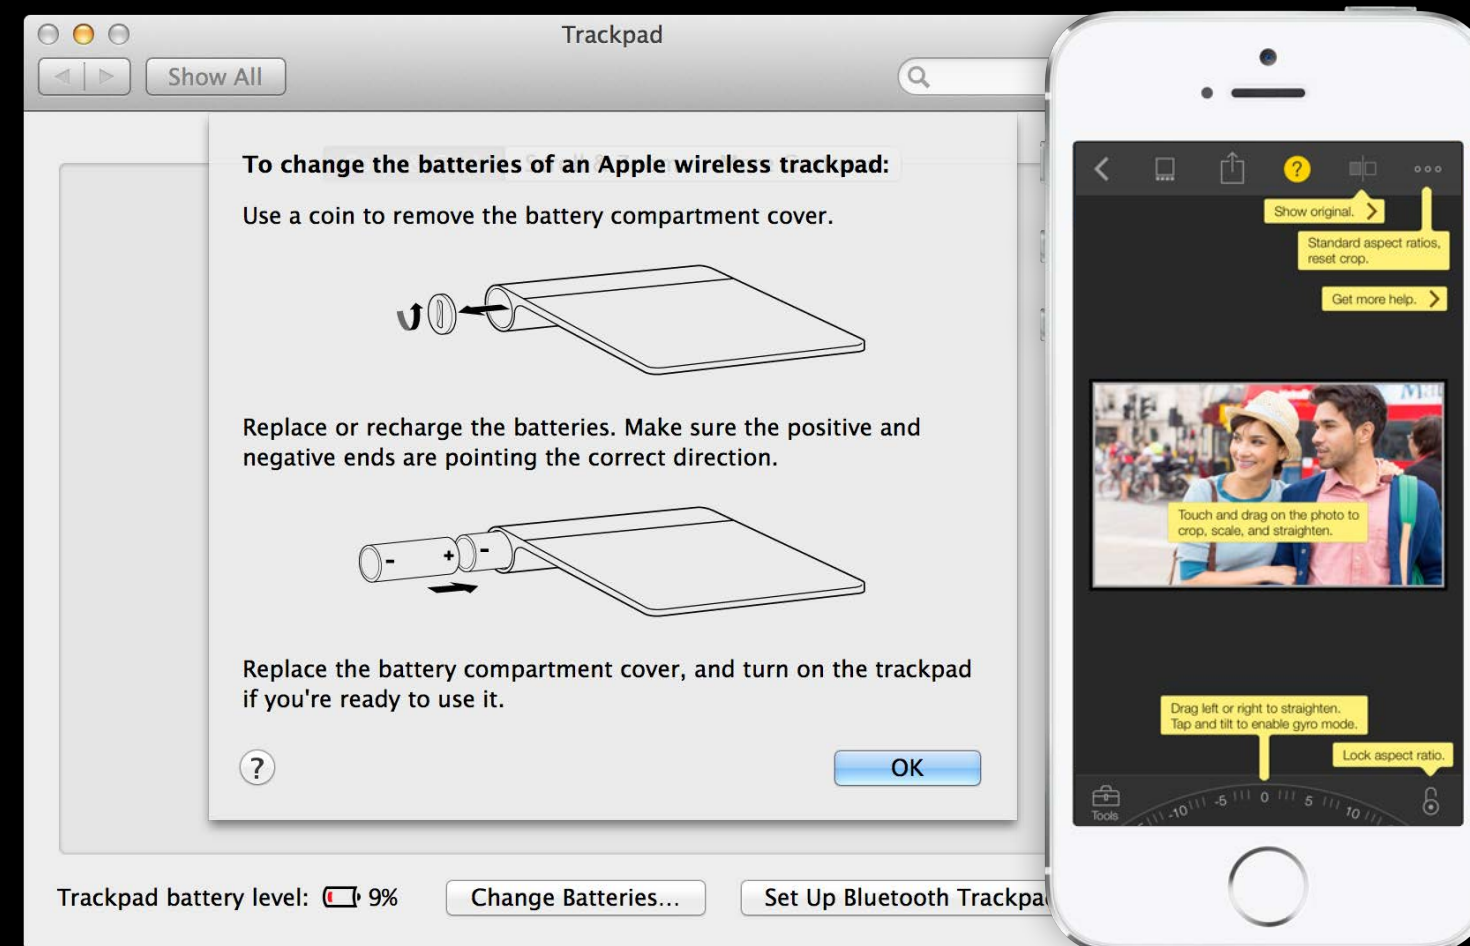 Trackpad
Show All
To change the batteries of an Apple wireless trackpad:
Use a coin to remove the battery compartment cover.
Replace or recharge the batteries. Make sure the positive and
negative ends are pointing the correct direction.
- + -
Replace the battery compartment cover, and turn on the trackpad
if you're ready to use it.
?
OK
Trackpad battery level: 9%
Change Batteries...
Set Up Bluetooth Trackpa
?
Show original.
Standard aspect ratios,
reset crop.
Get more help.
Touch and drag on the photo to
crop, scale, and straighten.
Drag left or right to straighten.
Tap and tilt to enable gyro mode.
Lock aspect ratio.
Tools
-10 -5 0 5 10